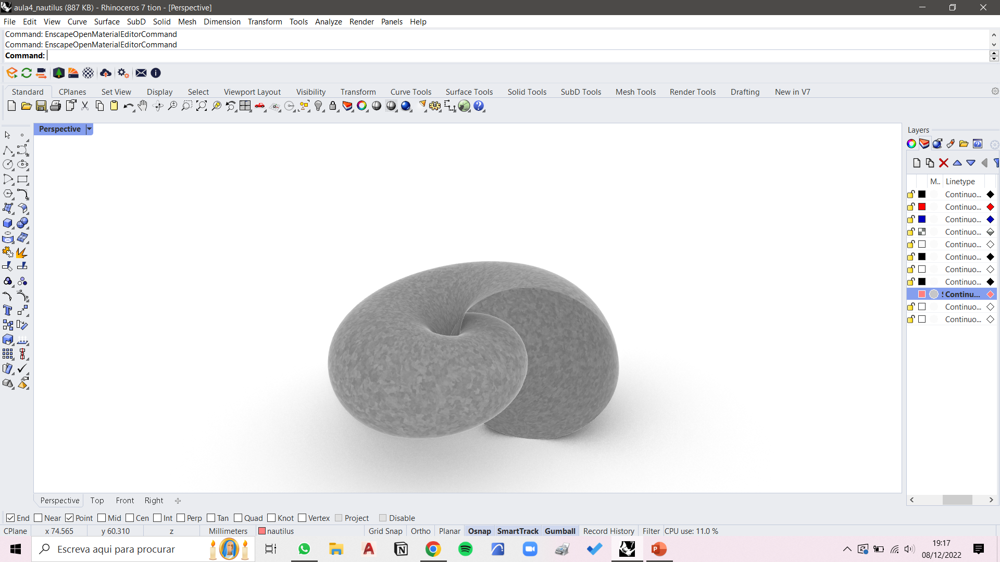 aula4_nautilus (887 KB) - Rhinoceros 7 tion - [Perspective]
File Edit View Curve Surface SubD Solid Mesh Dimension Transform Tools Analyze Render Panels Help
Command: EnscapeOpenMaterialEditorCommand
Command: EnscapeOpenMaterialEditorCommand
Command:
Standard CPlanes Set View Display Select Viewport Layout Visibility Transform Curve Tools Surface Tools Solid Tools SubD Tools Mesh Tools Render Tools Drafting New in V7
Perspective
Layers
M.. Linetype
Continuo...
Continuo...
Continuo...
Continuo...
Continuo...
Continuo...
Continuo...
Continuo...
Continu...
Continuo...
Continuo...
Perspective Top Front Right
End Near Point Mid Cen Int Perp Tan Quad Knot Vertex Project Disable
CPlane x 74.565 y 60.310 z Millimeters nautilus Grid Snap Ortho Planar Osnap SmartTrack Gumball Record History Filter CPU use: 11.0 %
Escreva aqui para procurar
19:17
08/12/2022